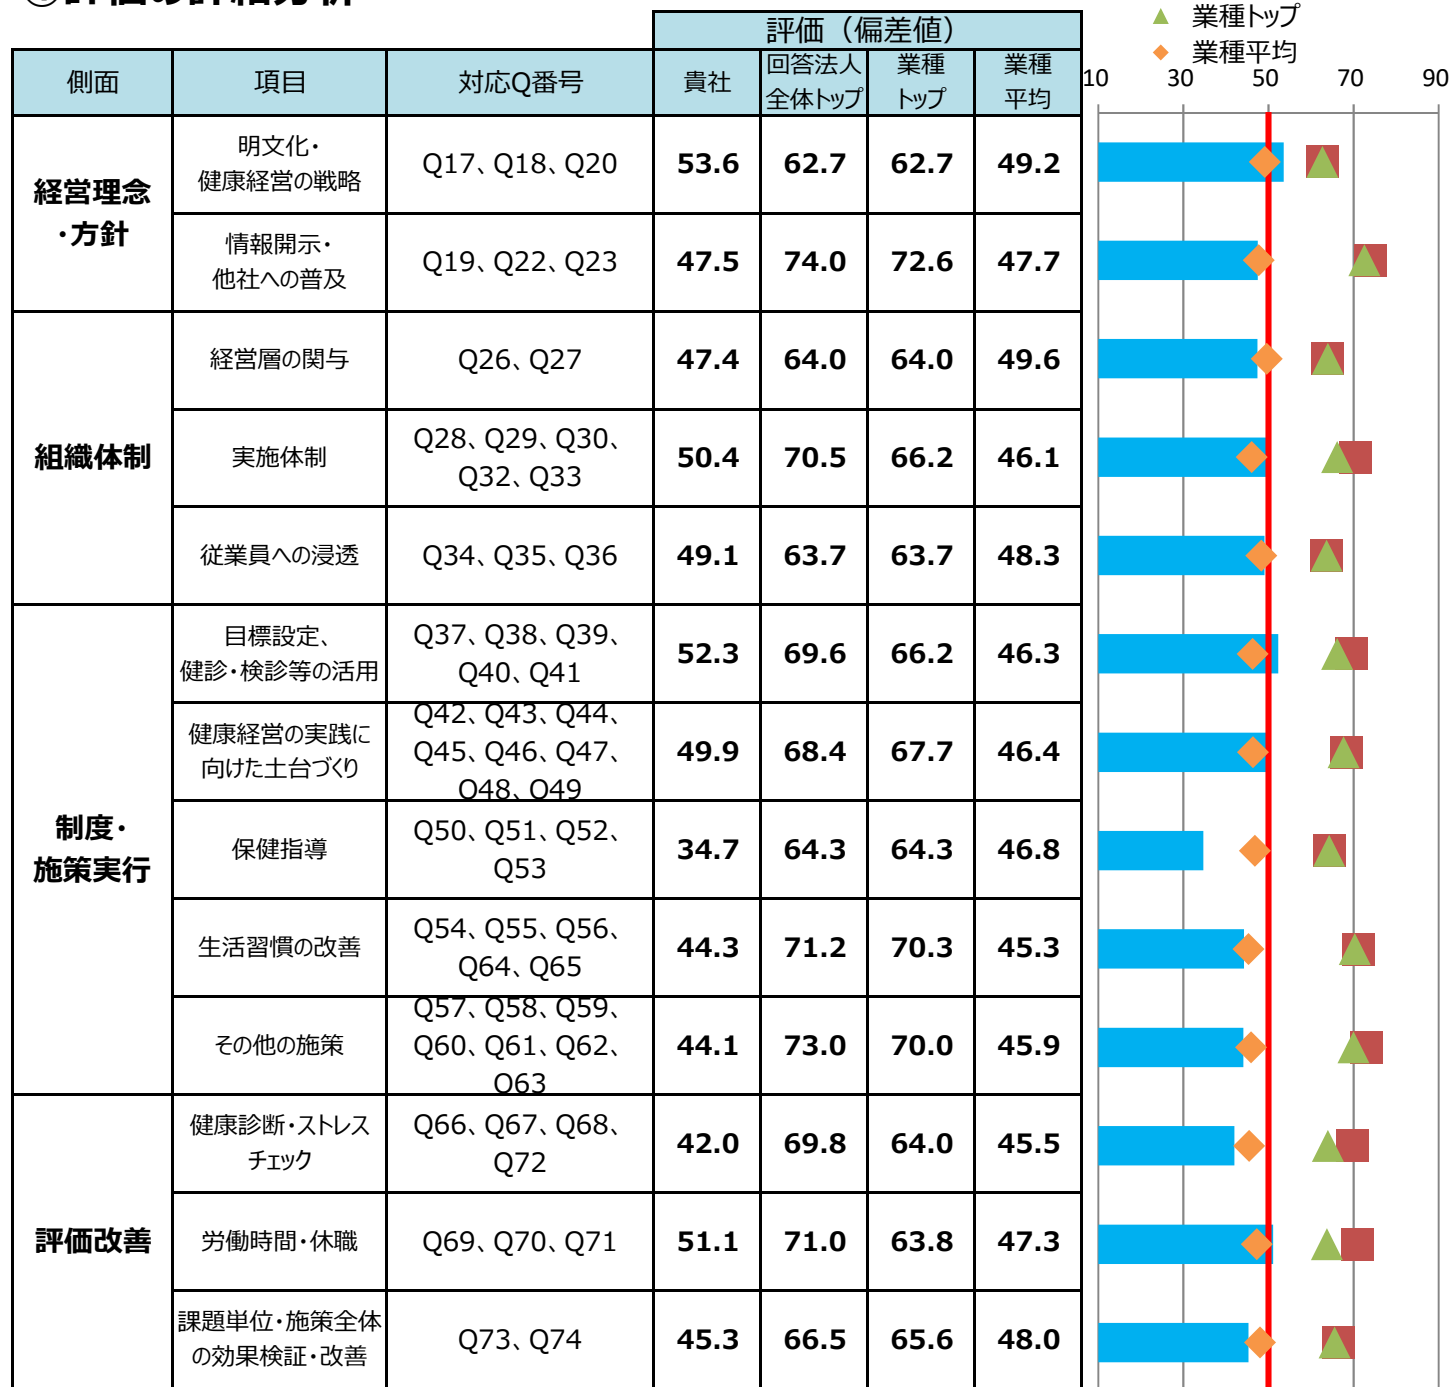 評価（偏差値）
業種トップ
業種平均
側面
項目
対応Q番号
貴社
回答法人
全体トップ
業種
トップ
業種
平均
10 30 50 70 90
経営理念
・方針
明文化・
健康経営の戦略
Q17、Q18、Q20
53.6 62.7 62.7 49.2
情報開示・
他社への普及
Q19、Q22、Q23
47.5 74.0 72.6 47.7
組織体制
経営層の関与
Q26、Q27
47.4 64.0 64.0 49.6
実施体制
Q28、Q29、Q30、
Q32、Q33
50.4 70.5 66.2 46.1
従業員への浸透
Q34、Q35、Q36
49.1 63.7 63.7 48.3
制度・
施策実行
目標設定、
健診・検診等の活用
Q37、Q38、Q39、
Q40、Q41
52.3 69.6 66.2 46.3
健康経営の実践に
向けた土台づくり
Q42、Q43、Q44、
Q45、Q46、Q47、
Q48、Q49
49.9 68.4 67.7 46.4
保健指導
Q50、Q51、Q52、
Q53
34.7 64.3 64.3 46.8
生活習慣の改善
Q54、Q55、Q56、
Q64、Q65
44.3 71.2 70.3 45.3
その他の施策
Q57、Q58、Q59、
Q60、Q61、Q62、
Q63
44.1 73.0 70.0 45.9
評価改善
健康診断・ストレス
チェック
Q66、Q67、Q68、
Q72
42.0 69.8 64.0 45.5
労働時間・休職
Q69、Q70、Q71
51.1 71.0 63.8 47.3
課題単位・施策全体
の効果検証・改善
Q73、Q74
45.3 66.5 65.6 48.0